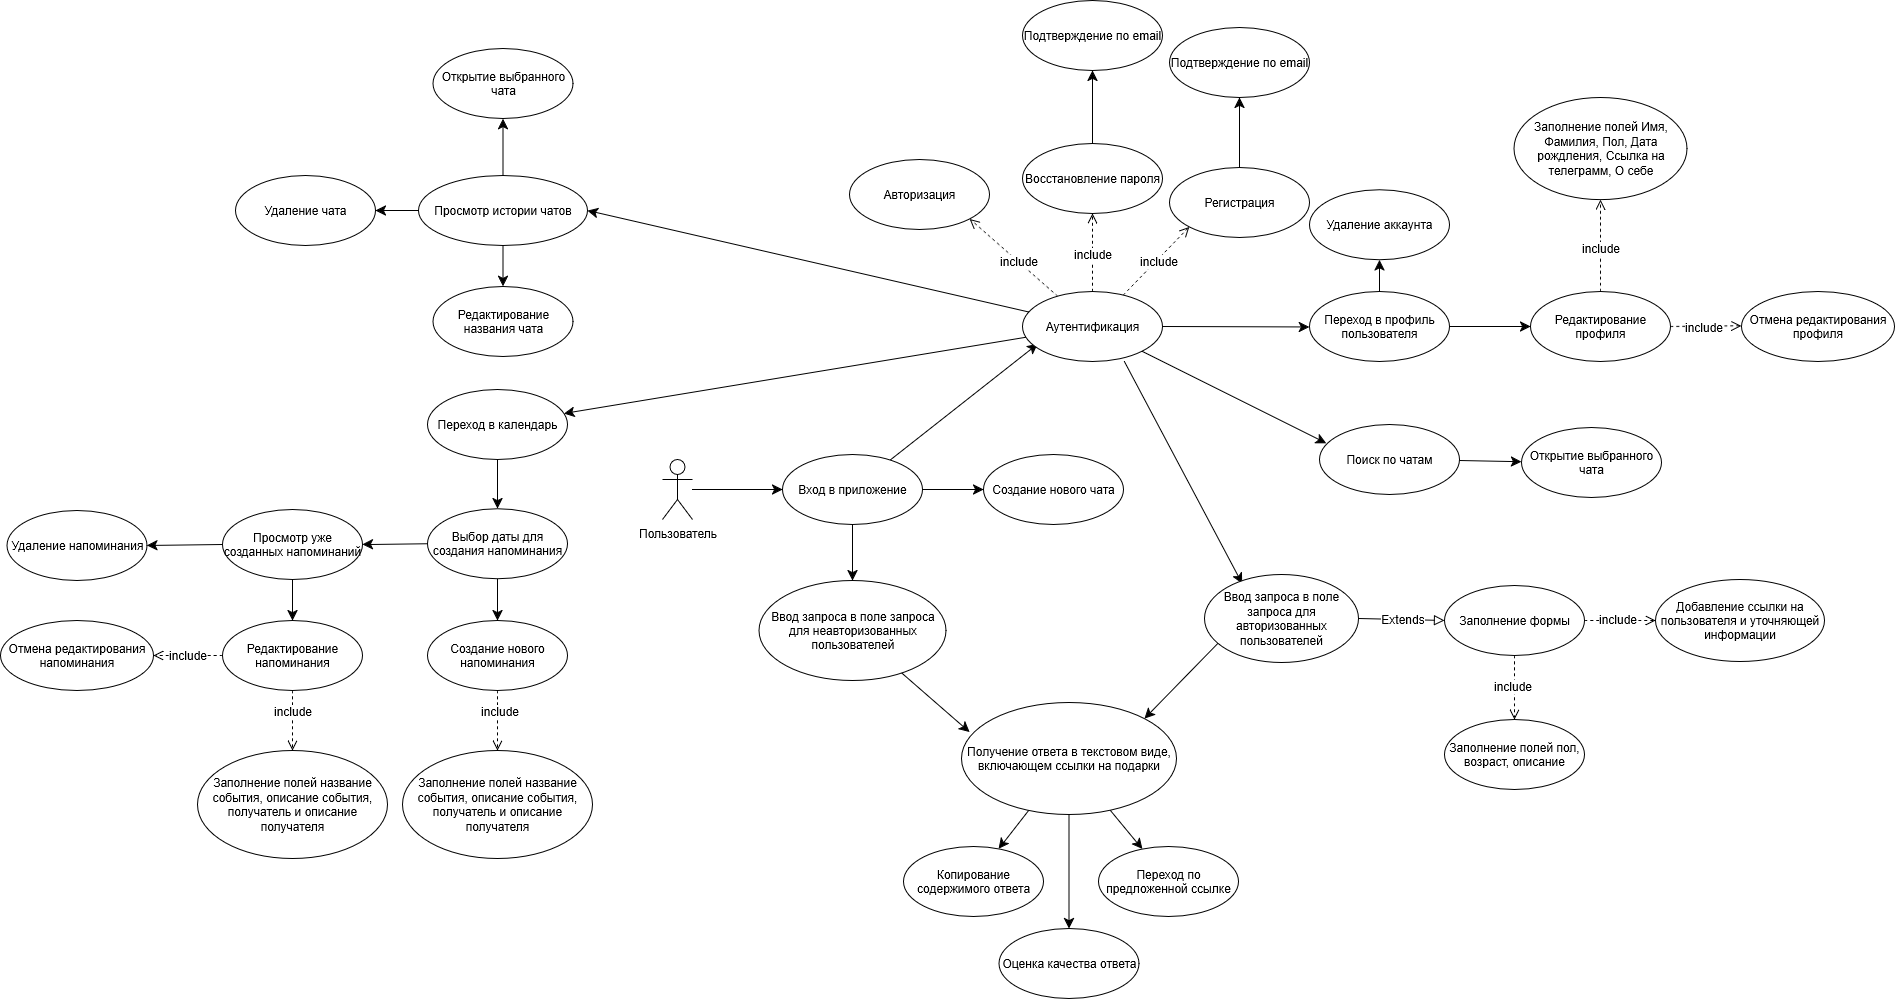 Подтверждение по email
Подтверждение по email
Открытие выбранного
чата
Заполнение полей Имя,
Фамилия, Пол, Дата
рождления, Ссылка на
телеграмм, О себе
Авторизация
Восстановление пароля
Регистрация
Удаление чата
Просмотр истории чатов
Удаление аккаунта
include
include
include
include
Редактирование
названия чата
Аутентификация
Переход в профиль
пользователя
Редактирование
профиля
include
Отмена редактирования
профиля
Переход в календарь
Поиск по чатам
Открытие выбранного
чата
Пользователь
Вход в приложение
Создание нового чата
Удаление напоминания
Просмотр уже
созданных напоминаний
Выбор даты для
создания напоминания
Ввод запроса в поле запроса
для неавторизованных
пользователей
Ввод запроса в поле
запроса для
авторизованных
пользователей
Extends
Заполнение формы
include
Добавление ссылки на
пользователя и уточняющей
информации
Отмена редактирования
напоминания
include
Редактирование
напоминания
Создание нового
напоминания
include
include
include
Заполнение полей пол,
возраст, описание
Получение ответа в текстовом виде,
включающем ссылки на подарки
Заполнение полей название
события, описание события,
получатель и описание
получателя
Заполнение полей название
события, описание события,
получатель и описание
получателя
Копирование
содержимого ответа
Переход по
предложенной ссылке
Оценка качества ответа